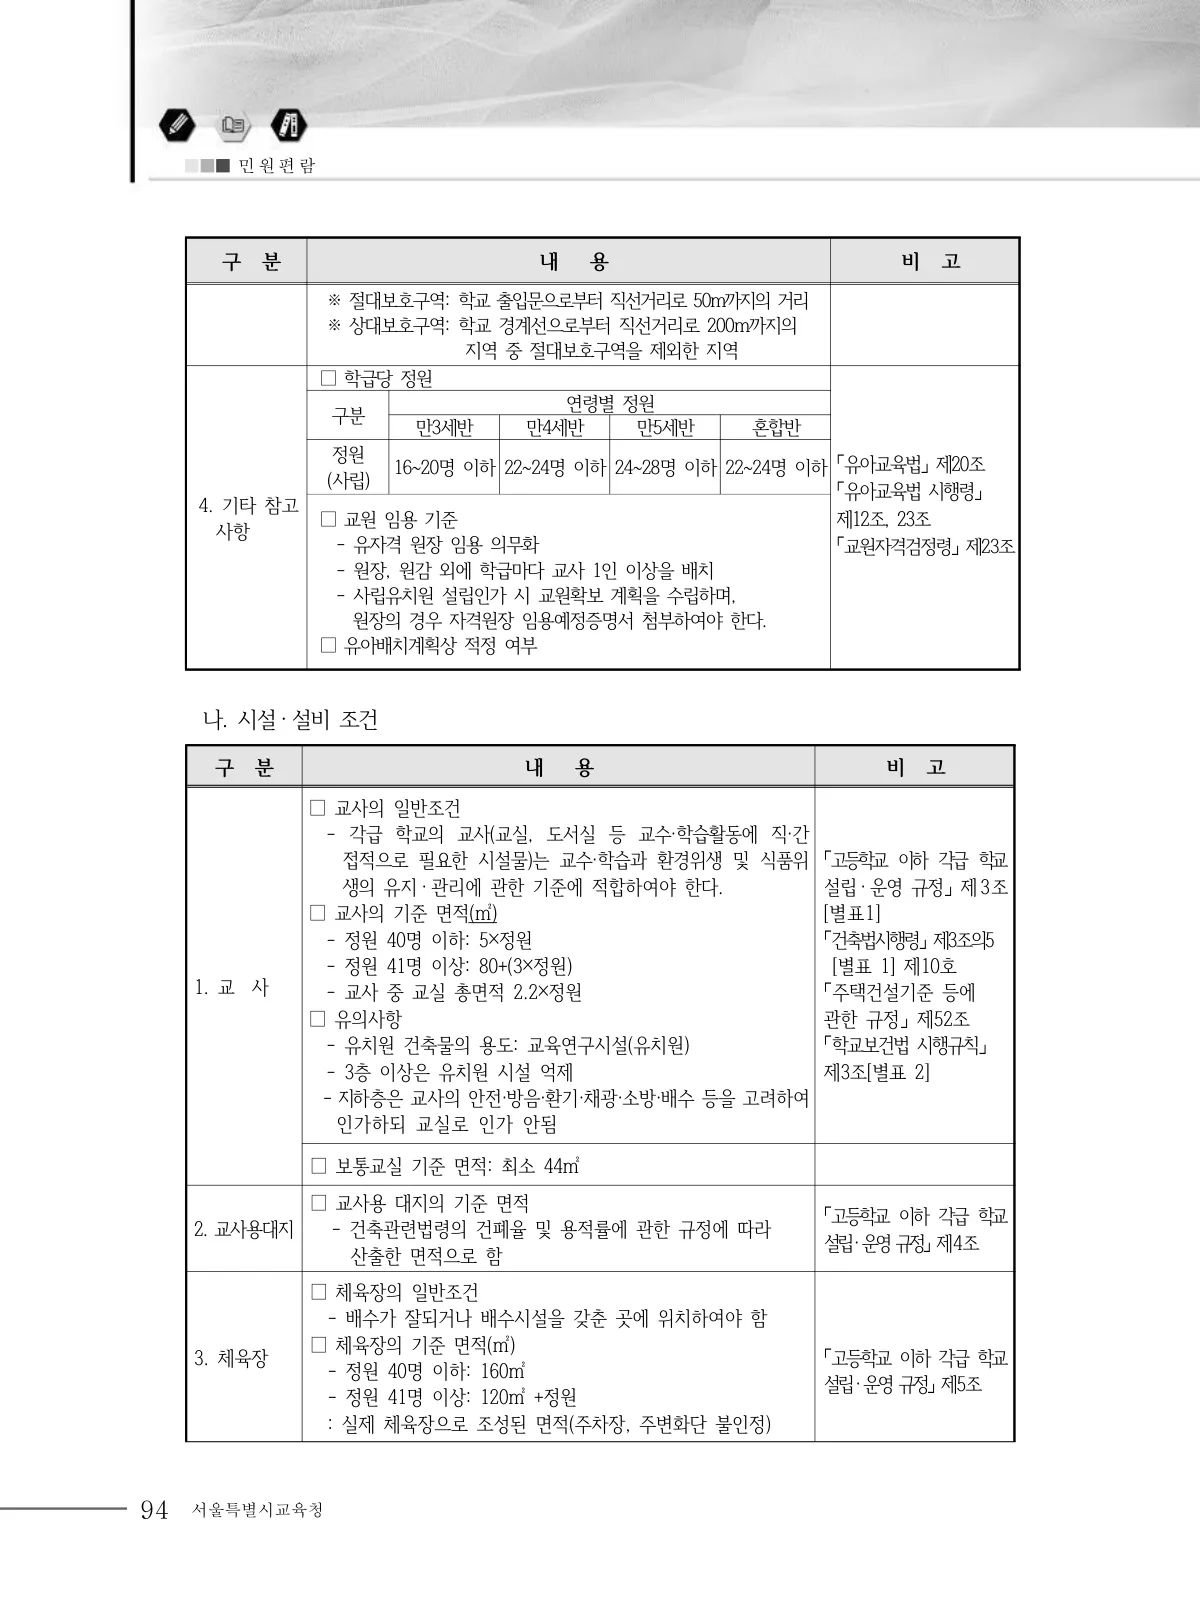 민원편람
구 분 내 용 비 고
※ 절대보호구역: 학교 출입문으로부터 직선거리로 50m까지의 거리
※ 상대보호구역: 학교 경계선으로부터 직선거리로 200m까지의
지역 중 절대보호구역을 제외한 지역
4. 기타 참고
사항
□ 학급당 정원
구분
연령별 정원
만3세반 만4세반 만5세반 혼합반
정원
(사립)
16~20명 이하 22~24명 이하 24~28명 이하 22~24명 이하
□ 교원 임용 기준
- 유자격 원장 임용 의무화
- 원장, 원감 외에 학급마다 교사 1인 이상을 배치
- 사립유치원 설립인가 시 교원확보 계획을 수립하며,
원장의 경우 자격원장 임용예정증명서 첨부하여야 한다.
□ 유아배치계획상 적정 여부
「유아교육법」 제20조
「유아교육법 시행령」
제12조, 23조
「교원자격검정령」 제23조
나. 시설·설비 조건
구 분 내 용 비 고
1. 교 사
□ 교사의 일반조건
- 각급 학교의 교사(교실, 도서실 등 교수·학습활동에 직·간
접적으로 필요한 시설물)는 교수·학습과 환경위생 및 식품위
생의 유지·관리에 관한 기준에 적합하여야 한다.
□ 교사의 기준 면적(㎡)
- 정원 40명 이하: 5×정원
- 정원 41명 이상: 80+(3×정원)
- 교사 중 교실 총면적 2.2×정원
□ 유의사항
- 유치원 건축물의 용도: 교육연구시설(유치원)
- 3층 이상은 유치원 시설 억제
- 지하층은 교사의 안전·방음·환기·채광·소방·배수 등을 고려하여
인가하되 교실로 인가 안됨
「고등학교 이하 각급 학교
설립·운영 규정」 제3조
[별표1]
「건축법시행령」 제3조의5
[별표 1] 제10호
「주택건설기준 등에
관한 규정」 제52조
「학교보건법 시행규칙」
제3조[별표 2]
□ 보통교실 기준 면적: 최소 44㎡
2. 교사용대지
□ 교사용 대지의 기준 면적
- 건축관련법령의 건폐율 및 용적률에 관한 규정에 따라
산출한 면적으로 함
「고등학교 이하 각급 학교
설립·운영 규정」 제4조
3. 체육장
□ 체육장의 일반조건
- 배수가 잘되거나 배수시설을 갖춘 곳에 위치하여야 함
□ 체육장의 기준 면적(㎡)
- 정원 40명 이하: 160㎡
- 정원 41명 이상: 120㎡ +정원
: 실제 체육장으로 조성된 면적(주차장, 주변화단 불인정)
「고등학교 이하 각급 학교
설립·운영 규정」 제5조
94 서울특별시교육청